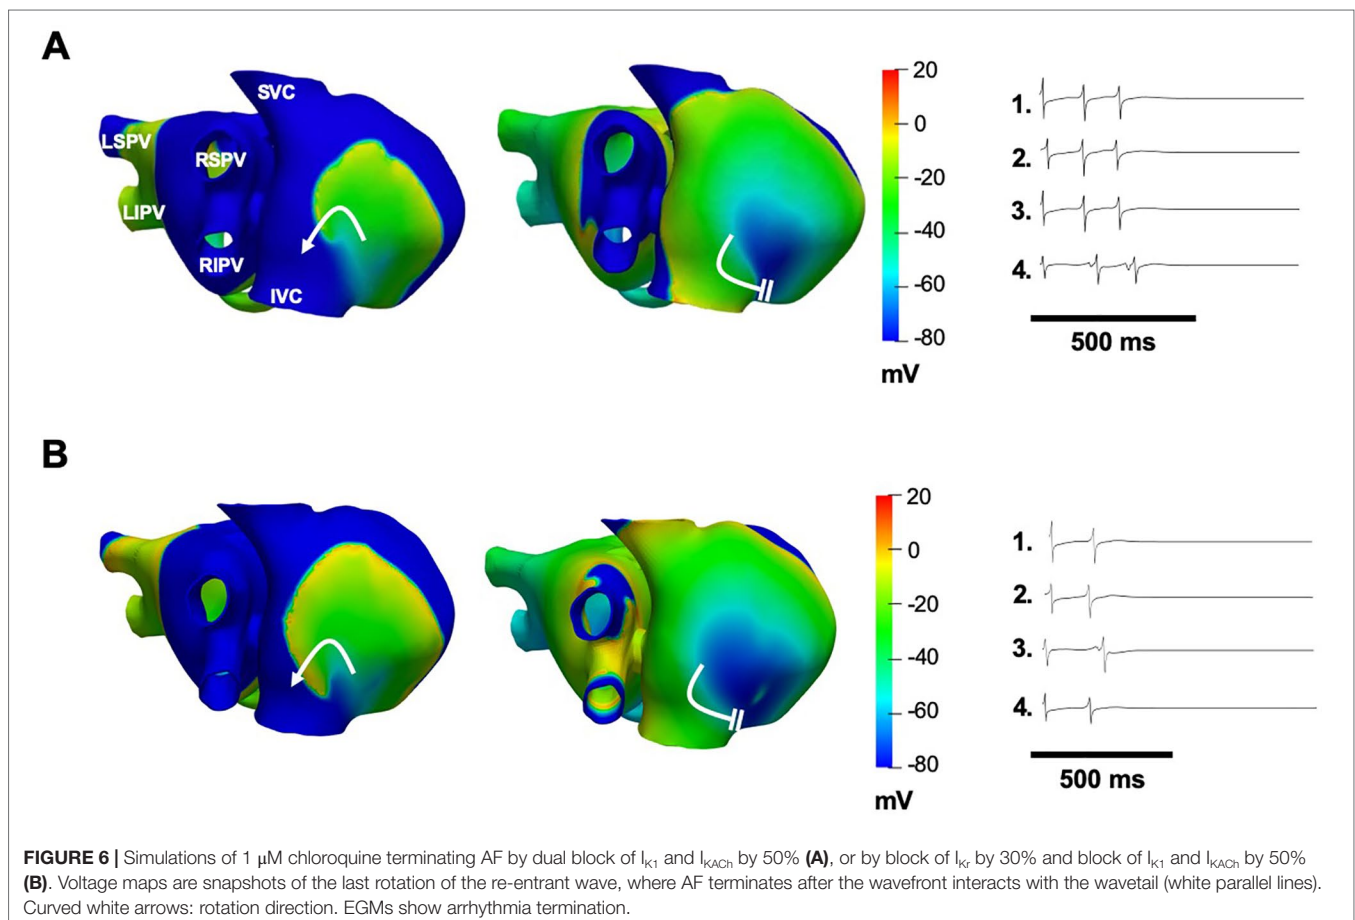 A
SVC
LSPV
RSPV
LIPV
RIPV
IVC
20
0
-20
-40
-60
-80
mV
1.
2.
3.
4.
500 ms
B
20
0
-20
-40
-60
-80
mV
1.
2.
3.
4.
500 ms
FIGURE 6 | Simulations of 1 μM chloroquine terminating AF by dual block of IK1 and IKACh by 50% (A), or by block of IKr by 30% and block of IK1 and IKACh by 50%
(B). Voltage maps are snapshots of the last rotation of the re-entrant wave, where AF terminates after the wavefront interacts with the wavetail (white parallel lines).
Curved white arrows: rotation direction. EGMs show arrhythmia termination.